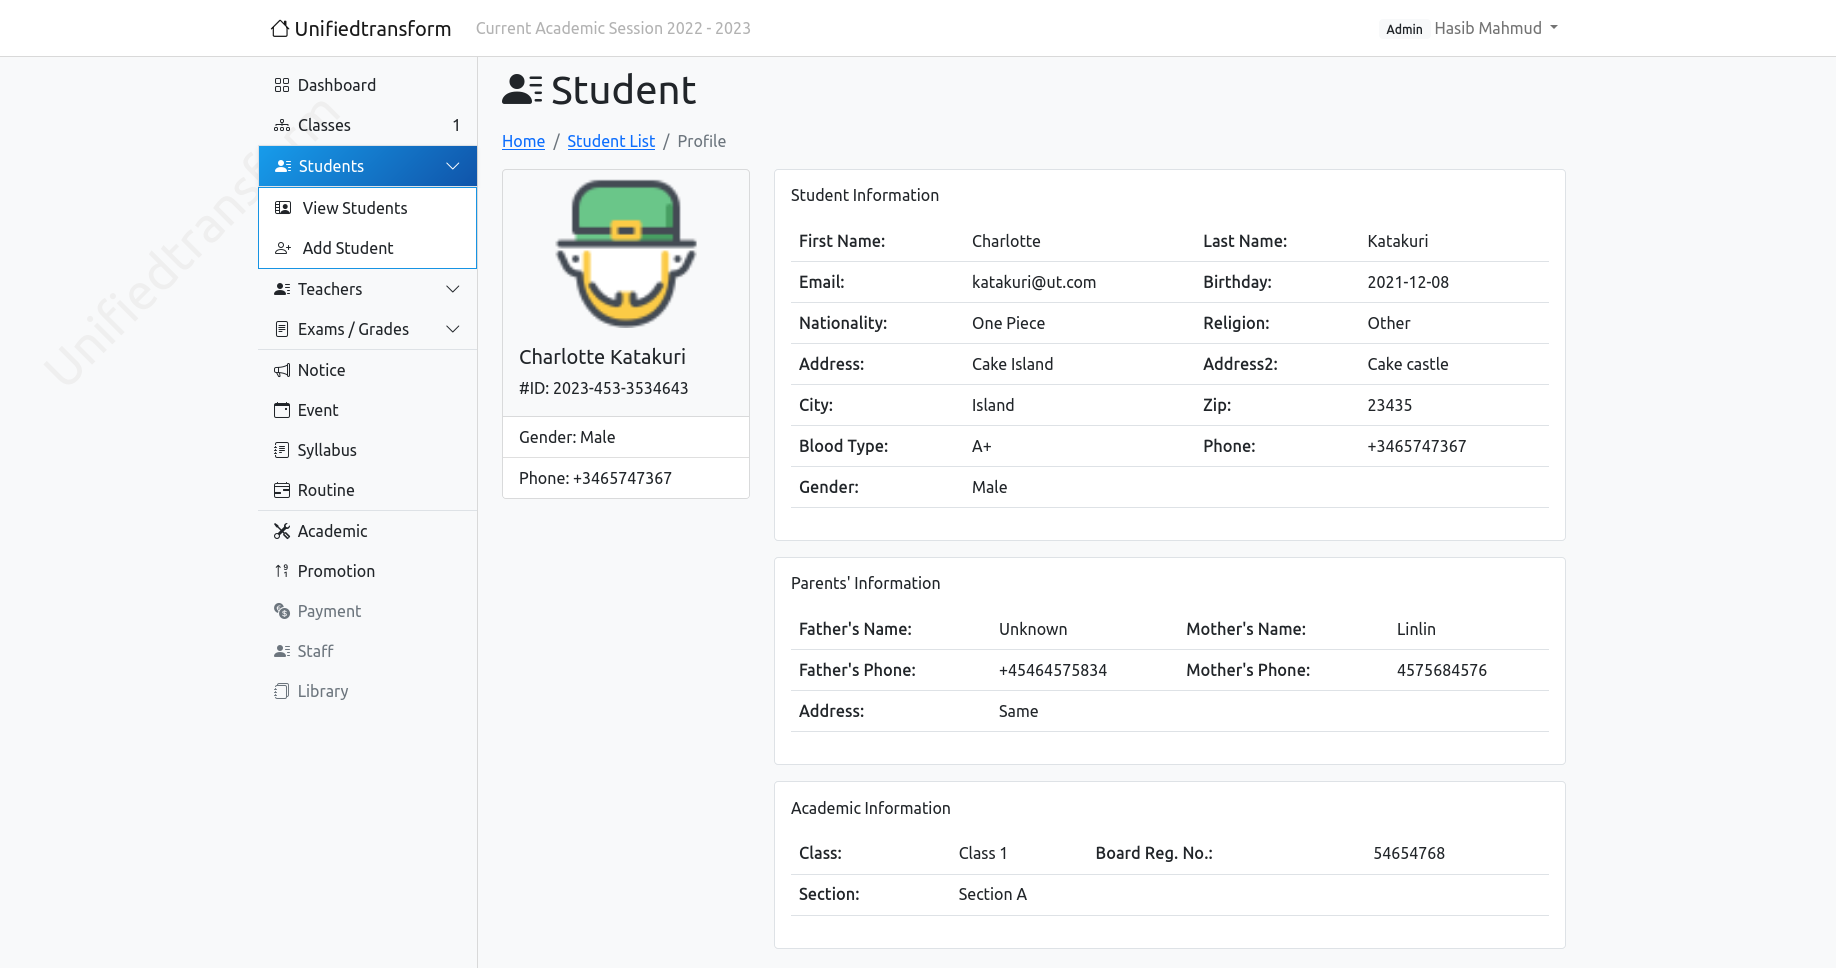 Unifiedtransform Current Academic Session 2022 - 2023 Admin Hasib Mahmud
Dashboard
Classes 1
Students
View Students
Add Student
Teachers
Exams / Grades
Notice
Event
Syllabus
Routine
Academic
Promotion
Payment
Staff
Library
Unifiedtransform
Student
Home / Student List / Profile
Charlotte Katakuri
#ID: 2023-453-3534643
Gender: Male
Phone: +3465747367
Student Information
First Name: Charlotte Last Name: Katakuri
Email: katakuri@ut.com Birthday: 2021-12-08
Nationality: One Piece Religion: Other
Address: Cake Island Address2: Cake castle
City: Island Zip: 23435
Blood Type: A+ Phone: +3465747367
Gender: Male
Parents' Information
Father's Name: Unknown Mother's Name: Linlin
Father's Phone: +45464575834 Mother's Phone: 4575684576
Address: Same
Academic Information
Class: Class 1 Board Reg. No.: 54654768
Section: Section A